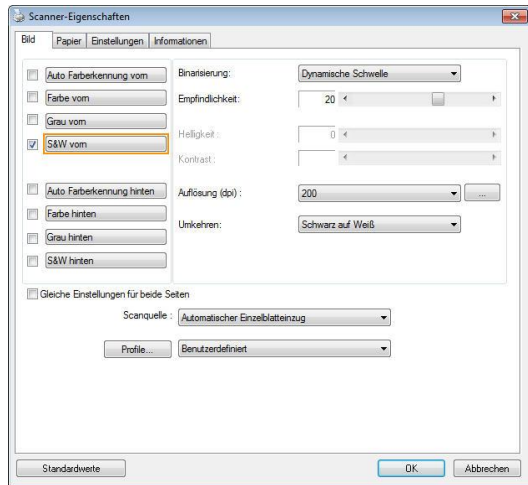 Scanner-Eigenschaften
Bild Papier Einstellungen Informationen
Auto Farberkennung vorn
Farbe vorn
Grau vorn
S&W vorn
Auto Farberkennung hinten
Farbe hinten
Grau hinten
S&W hinten
Binarisierung: Dynamische Schwelle
Empfindlichkeit: 20
Helligkeit : 0
Kontrast :
Auflösung (dpi) : 200 ...
Umkehren: Schwarz auf Weiß
Gleiche Einstellungen für beide Seiten
Scanquelle : Automatischer Einzelblatteinzug
Profile... Benutzerdefiniert
Standardwerte OK Abbrechen